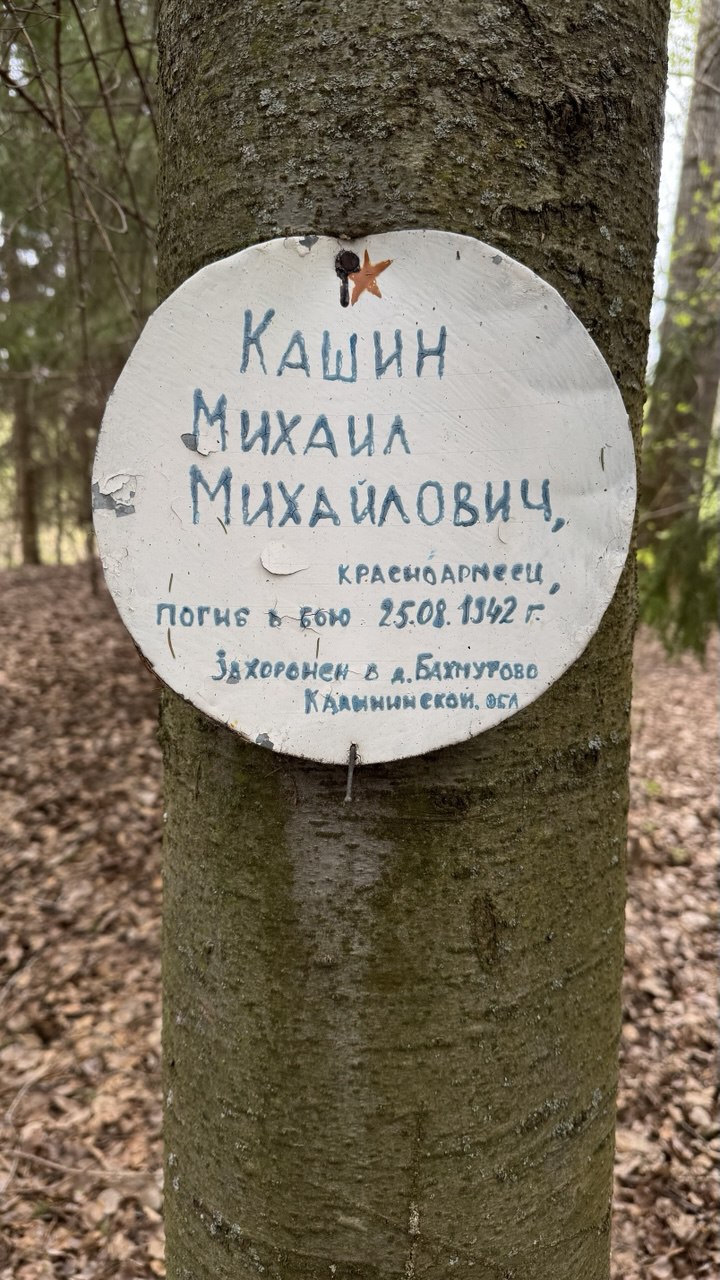 Кашин
Михаил
Михайлович,
красноармеец,
погиб в бою 25.08.1942 г.
Захоронен в д. Бахмурово
Калининской. обл